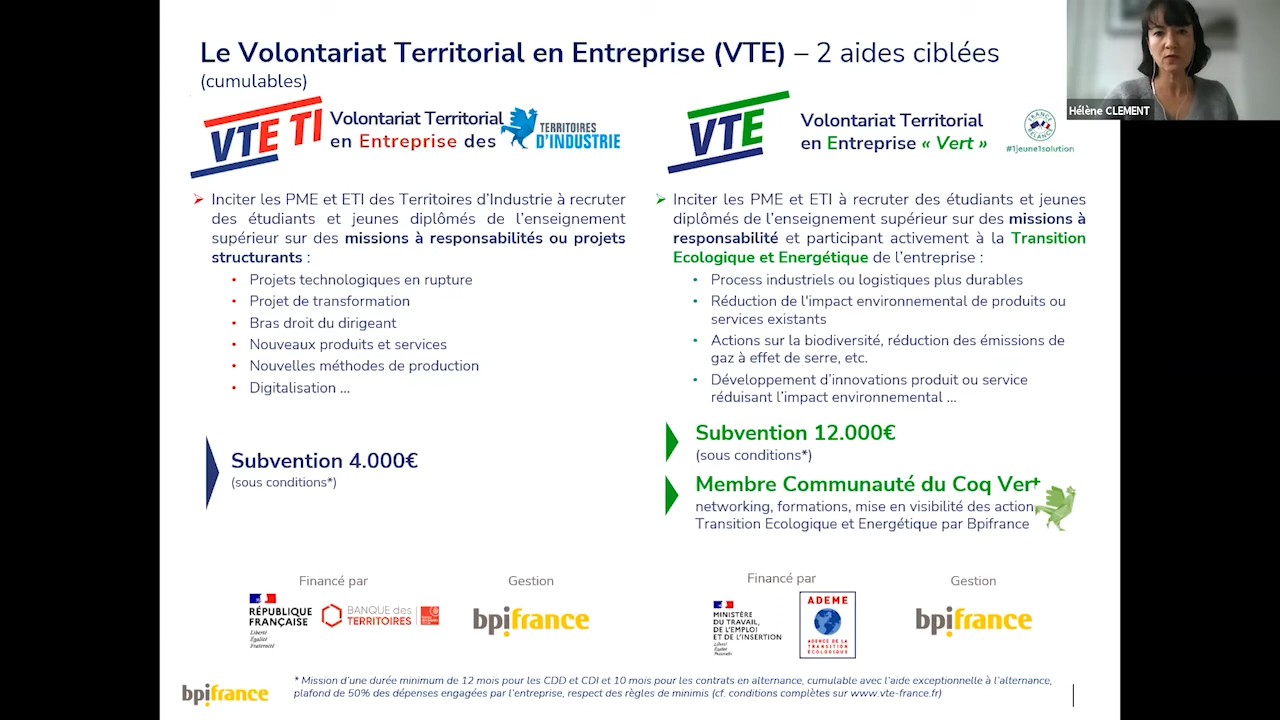 Le Volontariat Territorial en Entreprise (VTE) – 2 aides ciblées
(cumulables)
Hélène CLEMENT
VTE TI
Volontariat Territorial
en Entreprise des
TERRITOIRES
D'INDUSTRIE
Inciter les PME et ETI des Territoires d'Industrie à recruter
des étudiants et jeunes diplômés de l'enseignement
supérieur sur des missions à responsabilités ou projets
structurants :
• Projets technologiques en rupture
• Projet de transformation
• Bras droit du dirigeant
• Nouveaux produits et services
• Nouvelles méthodes de production
• Digitalisation ...
Subvention 4.000€
(sous conditions*)
Financé par
Gestion
RÉPUBLIQUE
FRANÇAISE
Liberté
Égalité
Fraternité
BANQUE des
TERRITOIRES
bpifrance
VTE
Volontariat Territorial
en Entreprise « Vert »
FRANCE
RELANCE
#1jeune1solution
Inciter les PME et ETI à recruter des étudiants et jeunes
diplômés de l'enseignement supérieur sur des missions à
responsabilité et participant activement à la Transition
Ecologique et Energétique de l'entreprise :
• Process industriels ou logistiques plus durables
• Réduction de l'impact environnemental de produits ou
services existants
• Actions sur la biodiversité, réduction des émissions de
gaz à effet de serre, etc.
• Développement d'innovations produit ou service
réduisant l'impact environnemental ...
Subvention 12.000€
(sous conditions*)
Membre Communauté du Coq Vert
networking, formations, mise en visibilité des action
Transition Ecologique et Energétique par Bpifrance
Financé par
Gestion
MINISTÈRE
DU TRAVAIL,
DE L'EMPLOI
ET DE L'INSERTION
Liberté
Égalité
Fraternité
ADEME
AGENCE DE LA
TRANSITION
ÉCOLOGIQUE
bpifrance
bpifrance
* Mission d'une durée minimum de 12 mois pour les CDD et CDI et 10 mois pour les contrats en alternance, cumulable avec l'aide exceptionnelle à l'alternance,
plafond de 50% des dépenses engagées par l'entreprise, respect des règles de minimis (cf. conditions complètes sur www.vte-france.fr)